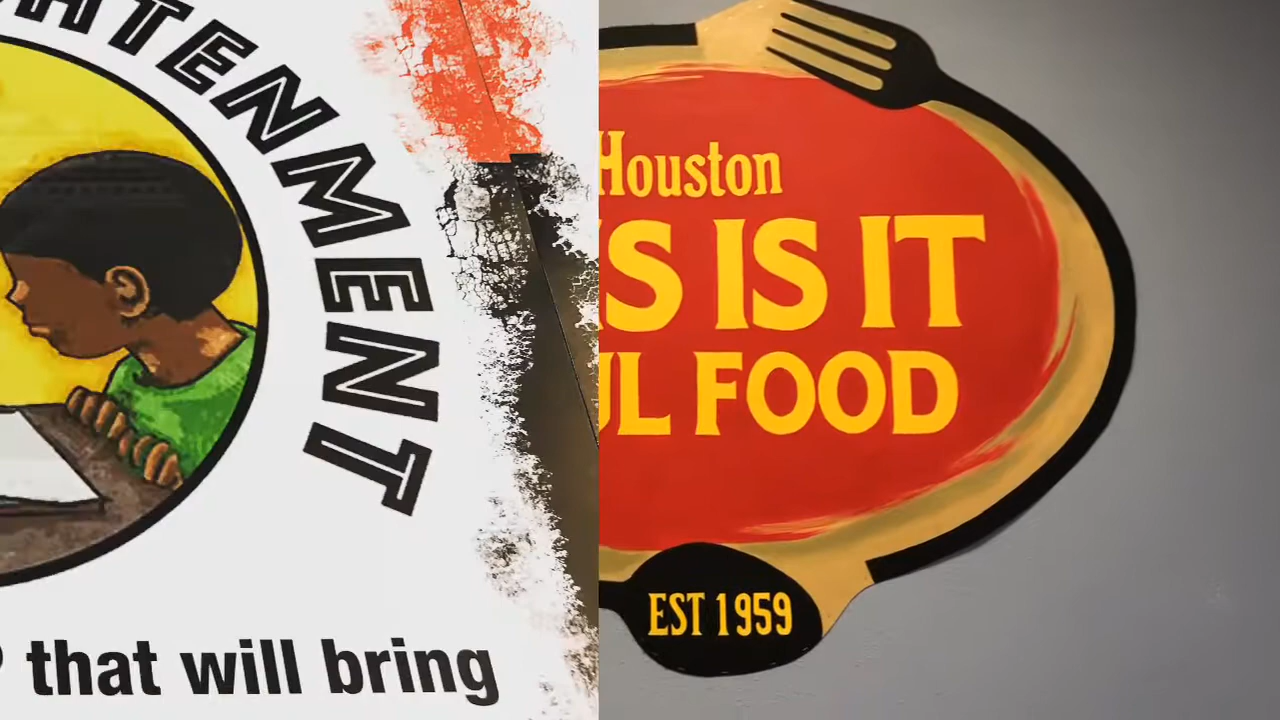 HTENMENT
that will bring
Houston
S IS IT
UL FOOD
EST 1959